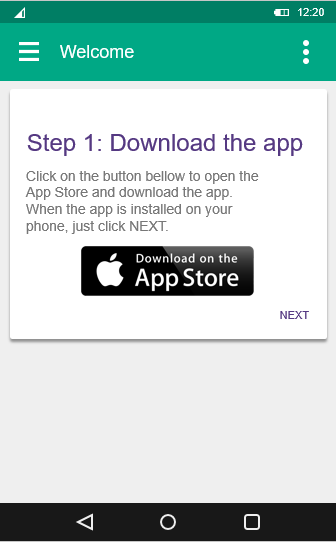 12:20
Welcome
Step 1: Download the app
Click on the button bellow to open the
App Store and download the app.
When the app is installed on your
phone, just click NEXT.
Download on the
App Store
NEXT